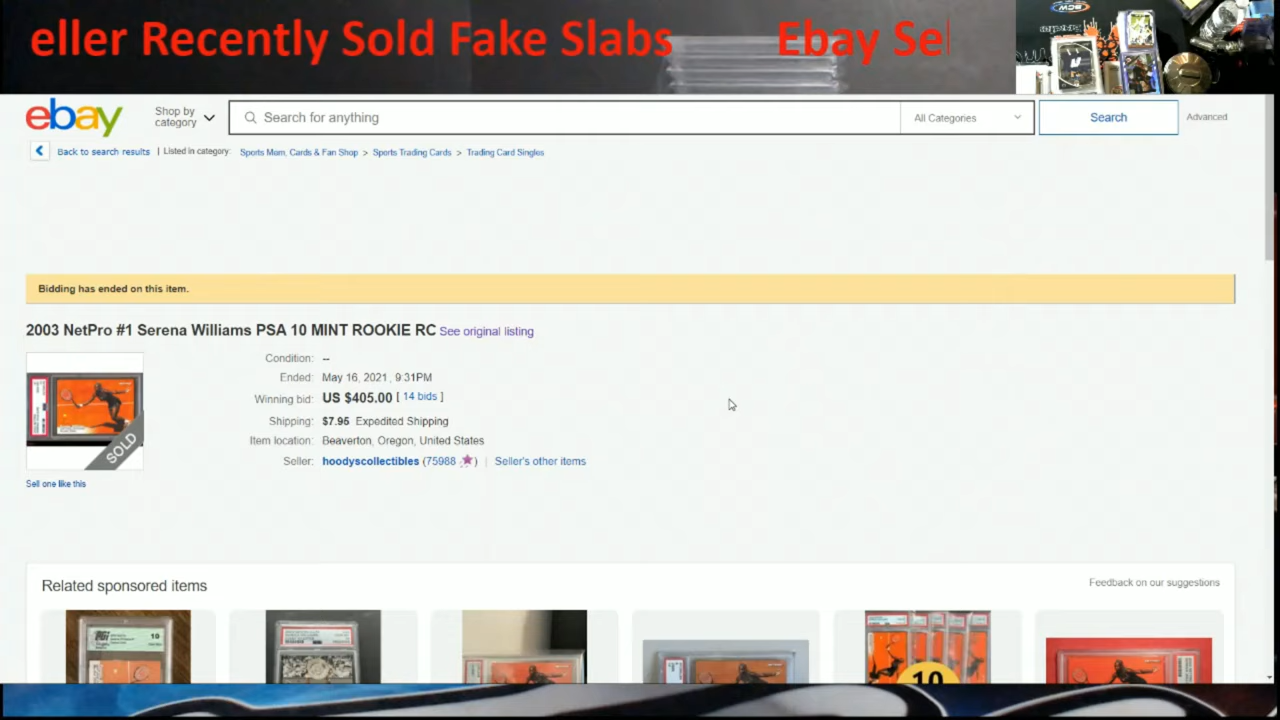 eller Recently Sold Fake Slabs Ebay Se
ebay
Shop by category
Search for anything
All Categories
Search
Advanced
Back to search results | Listed in category: Sports Mem, Cards & Fan Shop > Sports Trading Cards > Trading Card Singles
Bidding has ended on this item.
2003 NetPro #1 Serena Williams PSA 10 MINT ROOKIE RC See original listing
Condition: --
Ended: May 16, 2021 , 9:31PM
Winning bid: US $405.00 [ 14 bids ]
Shipping: $7.95 Expedited Shipping
Item location: Beaverton, Oregon, United States
Seller: hoodyscollectibles (75988 ) | Seller's other items
SOLD
Sell one like this
Related sponsored items
Feedback on our suggestions
10
10